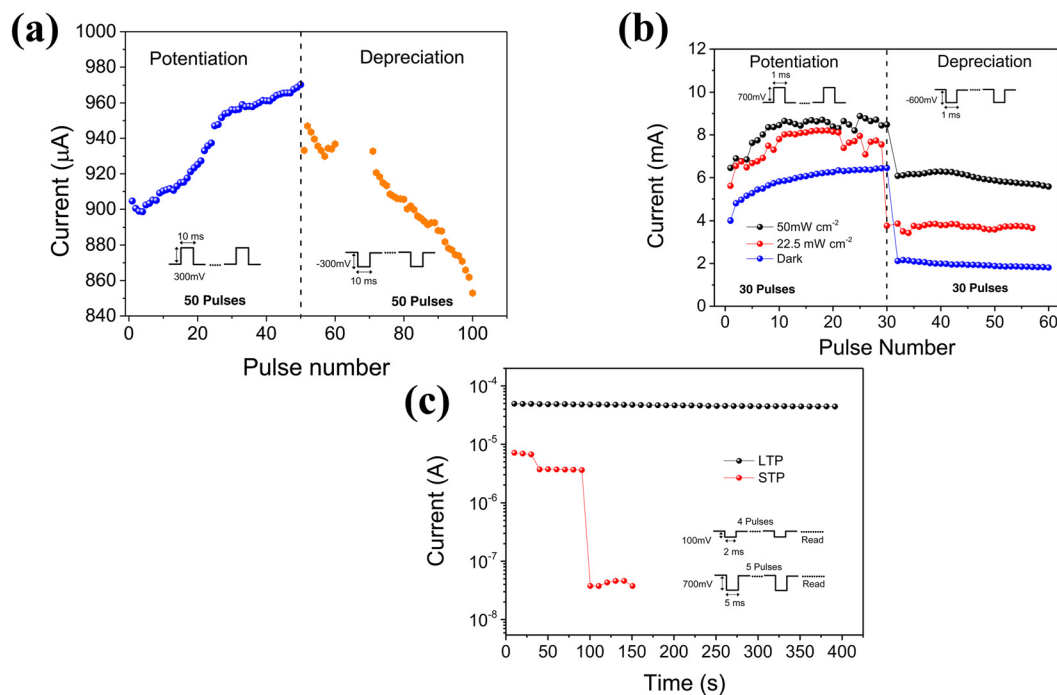 (a)
1000
980
960
940
920
900
880
860
840
Current (μA)
Potentiation
Depreciation
10 ms
300mV
50 Pulses
-300mV
10 ms
50 Pulses
0 20 40 60 80 100
Pulse number
(b)
12
10
8
6
4
2
0
Current (mA)
Potentiation
Depreciation
1 ms
700mV
-600mV
1 ms
50mW cm⁻²
22.5 mW cm⁻²
Dark
30 Pulses
30 Pulses
0 10 20 30 40 50 60
Pulse Number
(c)
10⁻⁴
10⁻⁵
10⁻⁶
10⁻⁷
10⁻⁸
Current (A)
LTP
STP
4 Pulses
100mV
2 ms
Read
5 Pulses
700mV
5 ms
Read
0 50 100 150 200 250 300 350 400
Time (s)